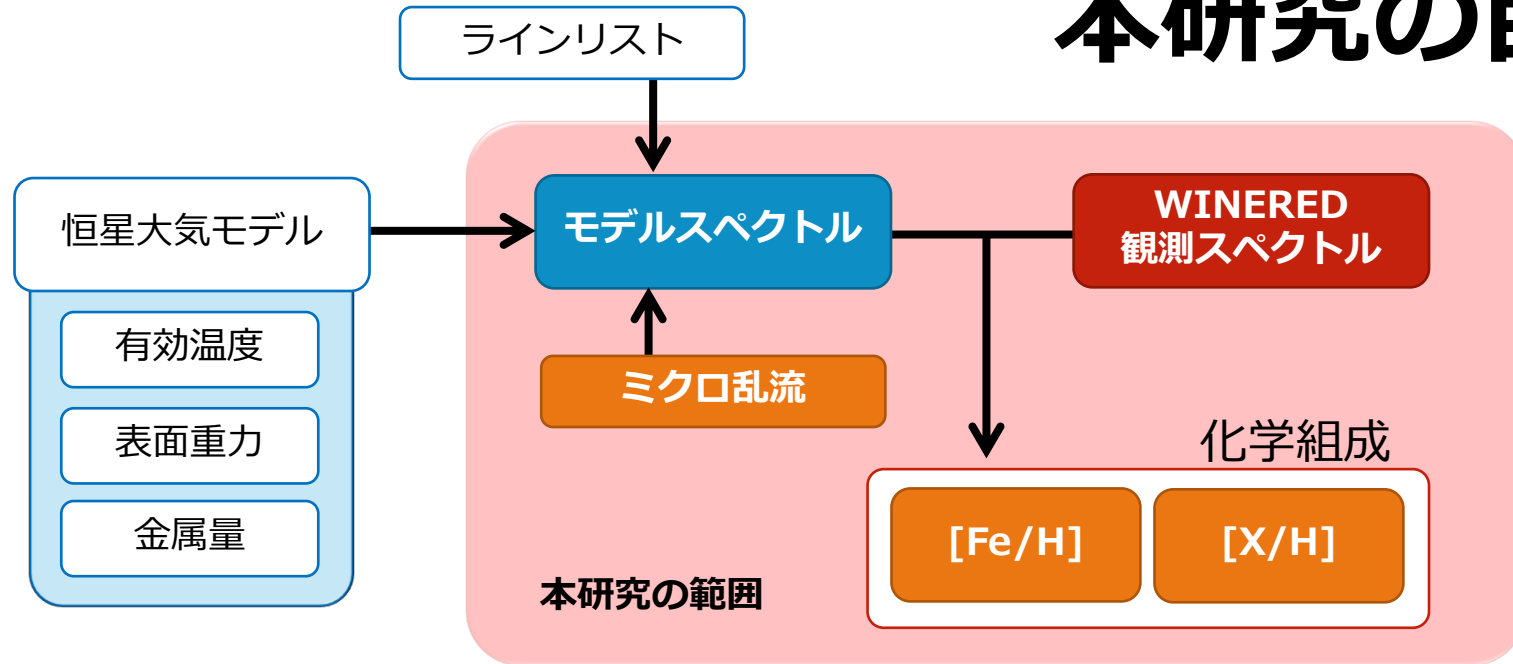 本研究の
ラインリスト
恒星大気モデル
有効温度
表面重力
金属量
モデルスペクトル
WINERED
観測スペクトル
ミクロ乱流
化学組成
[Fe/H]
[X/H]
本研究の範囲